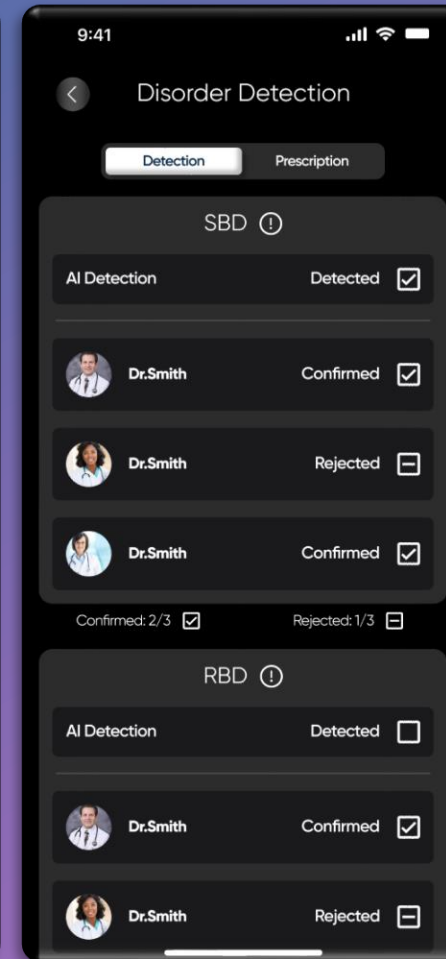 9:41
Disorder Detection
Detection Prescription
SBD
AI Detection Detected
Dr.Smith Confirmed
Dr.Smith Rejected
Dr.Smith Confirmed
Confirmed: 2/3 Rejected: 1/3
RBD
AI Detection Detected
Dr.Smith Confirmed
Dr.Smith Rejected